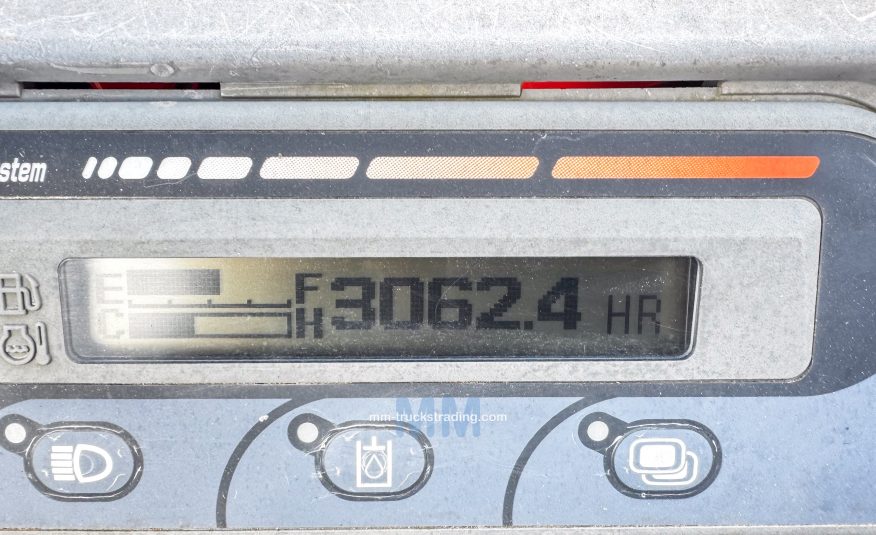 stem
E F 3062.4 HR
C H
MM
mm-truckstrading.com